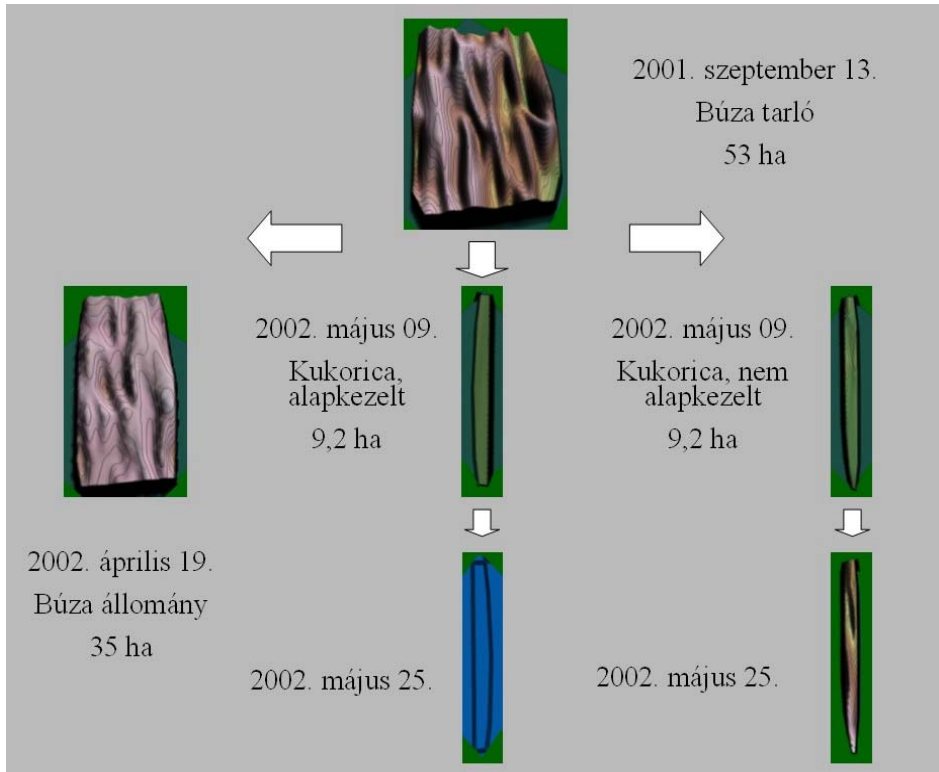 2001. szeptember 13.
Búza tarló
53 ha
2002. május 09.
Kukorica,
alapkezelt
9,2 ha
2002. május 09.
Kukorica, nem
alapkezelt
9,2 ha
2002. április 19.
Búza állomány
35 ha
2002. május 25.
2002. május 25.